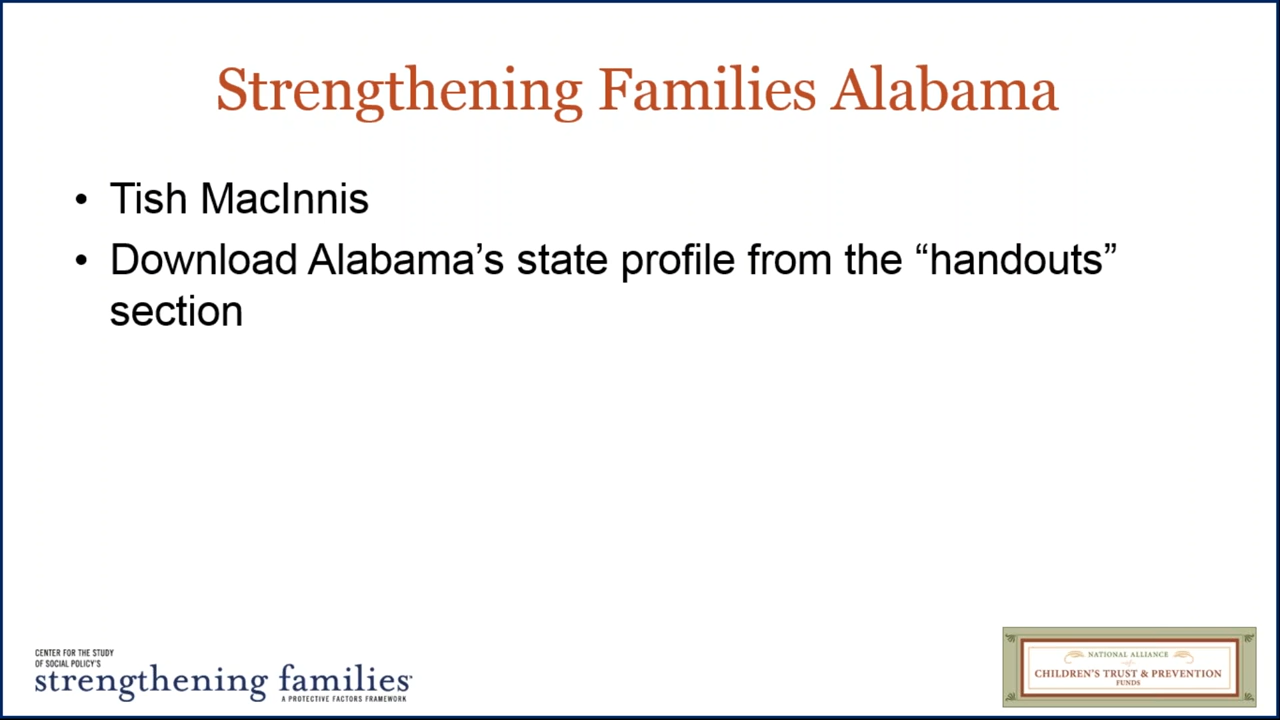 Strengthening Families Alabama
• Tish MacInnis
• Download Alabama’s state profile from the “handouts”
section
CENTER FOR THE STUDY
OF SOCIAL POLICY'S
strengthening families
A PROTECTIVE FACTORS FRAMEWORK
NATIONAL ALLIANCE
of
CHILDREN'S TRUST & PREVENTION
FUNDS